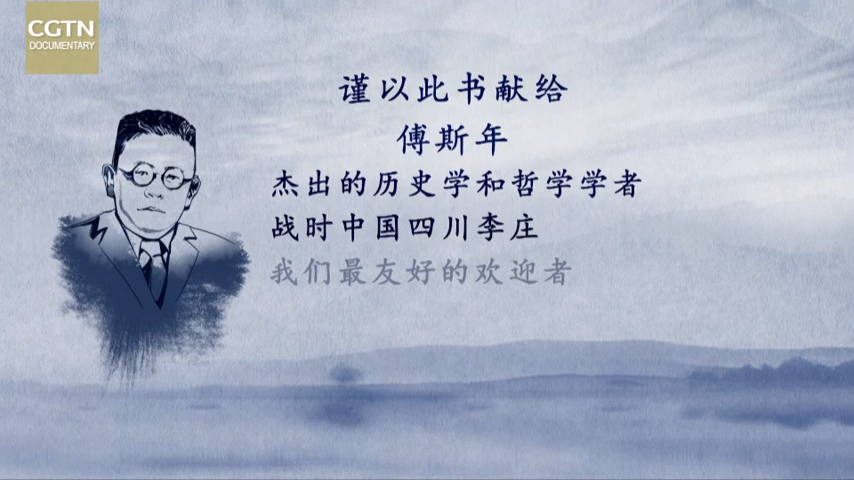 CGTN
DOCUMENTARY
谨以此书献给
傅斯年
杰出的历史学和哲学学者
战时中国四川李庄
我们最友好的欢迎者